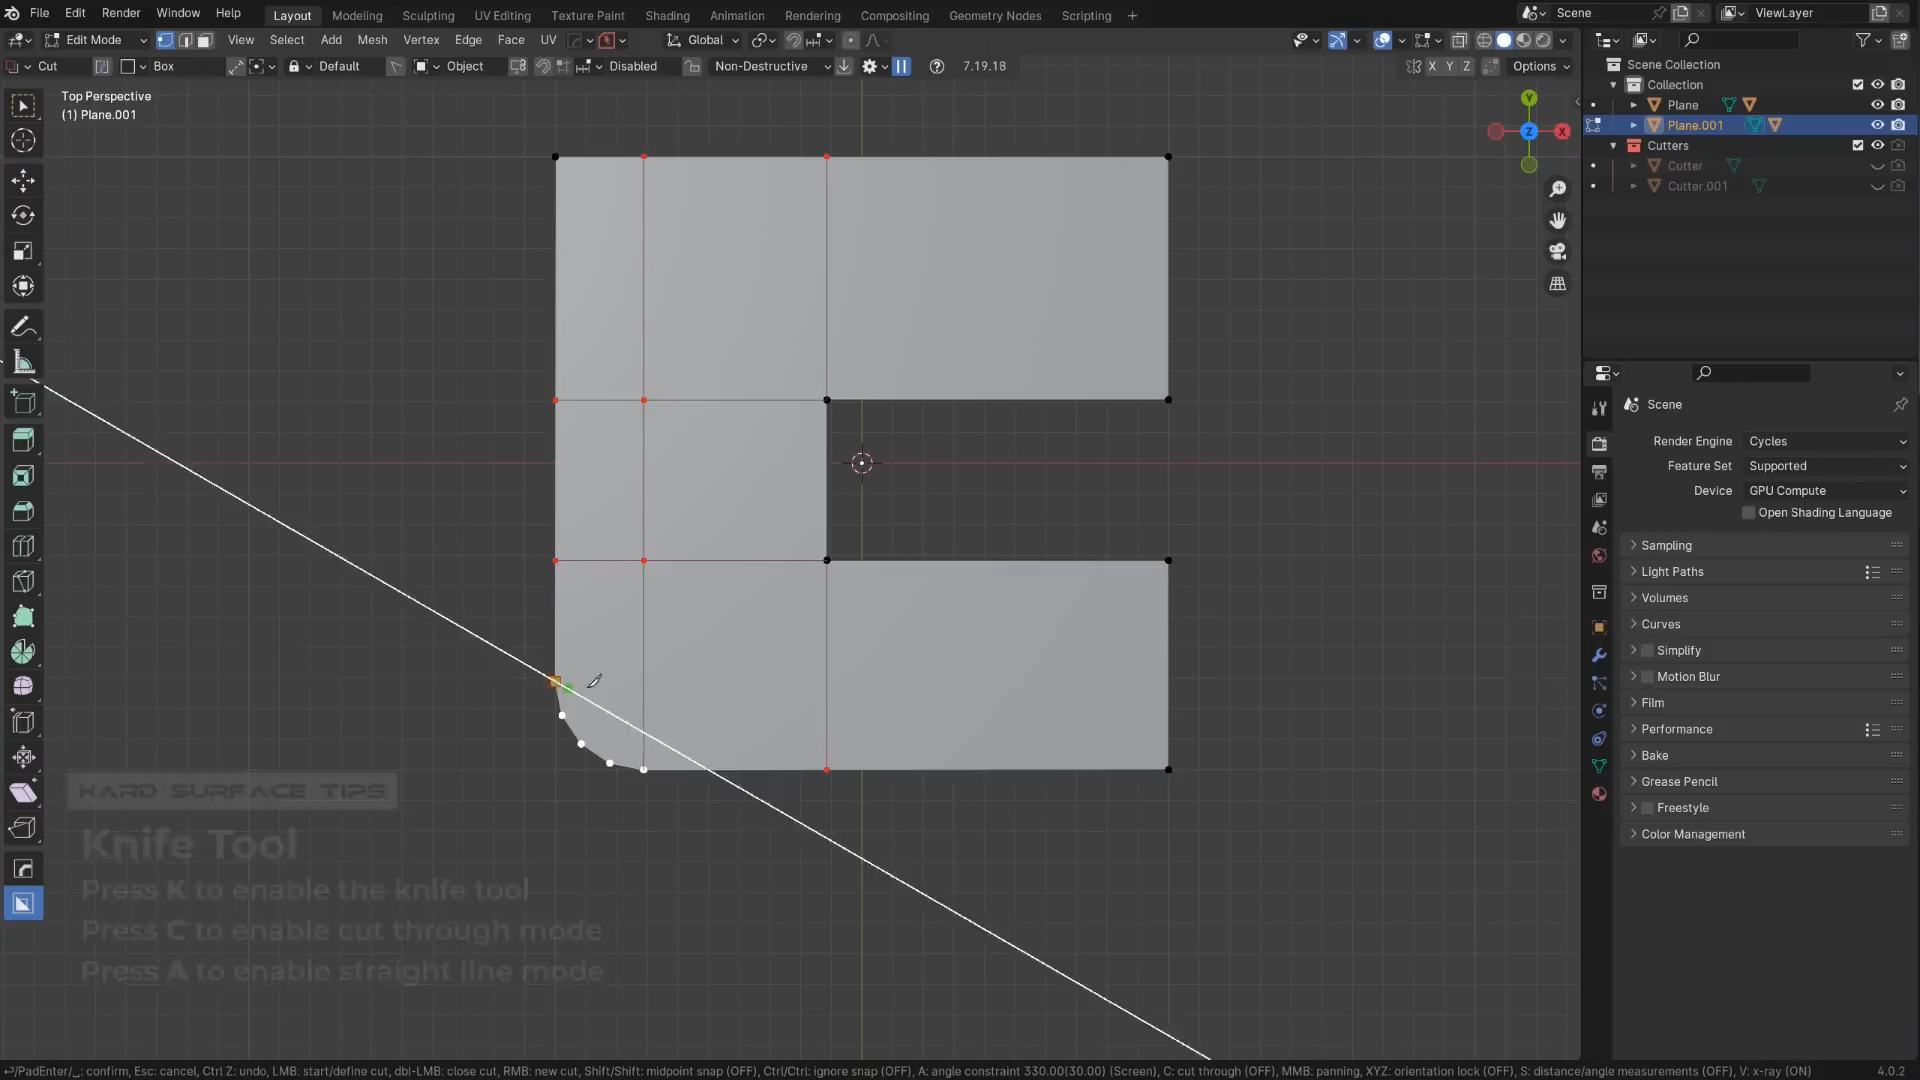 File Edit Render Window Help Layout Modeling Sculpting UV Editing Texture Paint Shading Animation Rendering Compositing Geometry Nodes Scripting + Scene ViewLayer
Edit Mode View Select Add Mesh Vertex Edge Face UV Global
Cut Box Default Object Disabled Non-Destructive 7.19.18 X Y Z Options
Top Perspective
(1) Plane.001
Y
X
Z
Scene Collection
Collection
Plane
Plane.001
Cutters
Cutter
Cutter.001
Scene
Render Engine Cycles
Feature Set Supported
Device GPU Compute
Open Shading Language
Sampling
Light Paths
Volumes
Curves
Simplify
Motion Blur
Film
Performance
Bake
Grease Pencil
Freestyle
Color Management
HARD SURFACE TIPS
Knife Tool
Press K to enable the knife tool
Press C to enable cut through mode
Press A to enable straight line mode
⏎/PadEnter/␣: confirm, Esc: cancel, Ctrl Z: undo, LMB: start/define cut, dbl-LMB: close cut, RMB: new cut, Shift/Shift: midpoint snap (OFF), Ctrl/Ctrl: ignore snap (OFF), A: angle constraint 330.00(30.00) (Screen), C: cut through (OFF), MMB: panning, XYZ: orientation lock (OFF), S: distance/angle measurements (OFF), V: x-ray (ON) 4.0.2